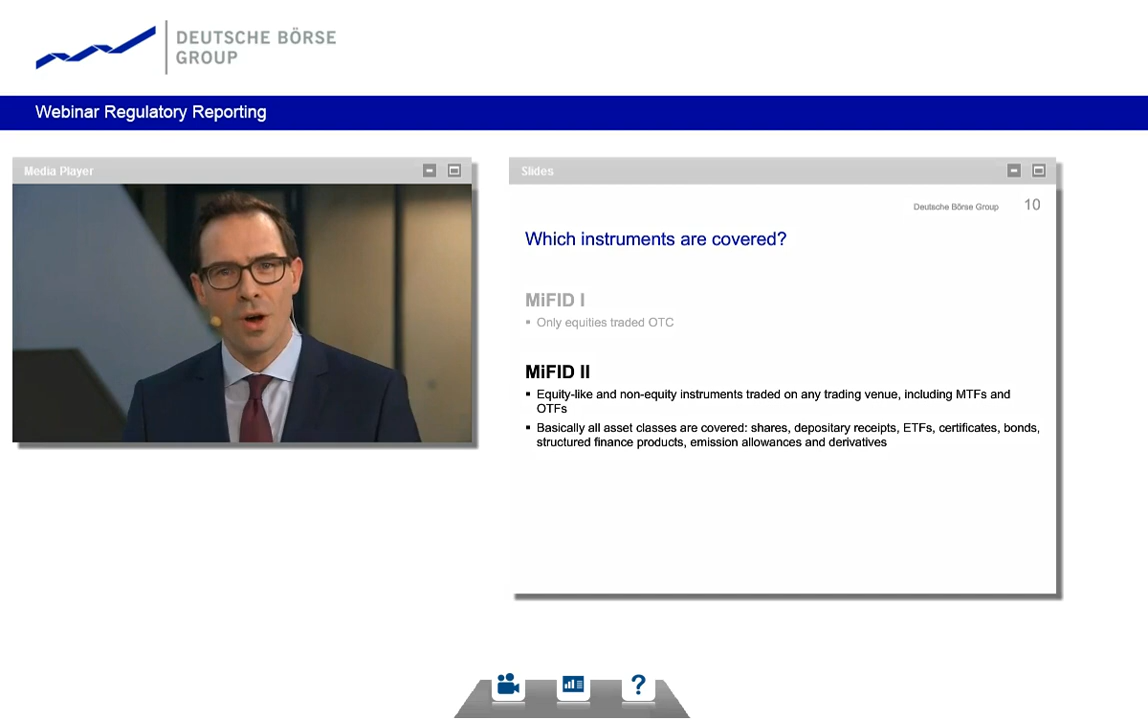 DEUTSCHE BÖRSE
GROUP
Webinar Regulatory Reporting
Media Player
Slides
Deutsche Börse Group 10
Which instruments are covered?
MiFID I
▪ Only equities traded OTC
MiFID II
▪ Equity-like and non-equity instruments traded on any trading venue, including MTFs and
OTFs
▪ Basically all asset classes are covered: shares, depositary receipts, ETFs, certificates, bonds,
structured finance products, emission allowances and derivatives
?